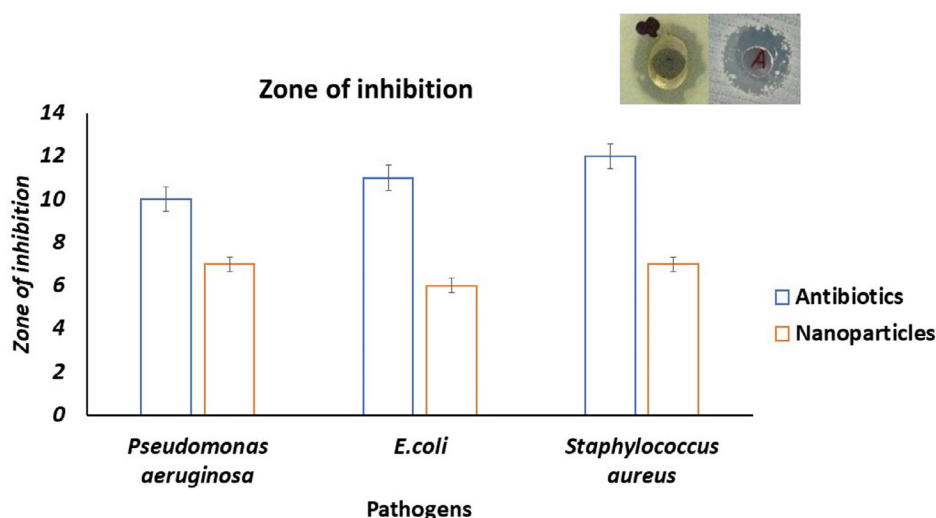 Zone of inhibition
A
14
12
10
8
6
4
2
0
Zone of inhibition
Pseudomonas
aeruginosa
E.coli
Staphylococcus
aureus
Pathogens
Antibiotics
Nanoparticles